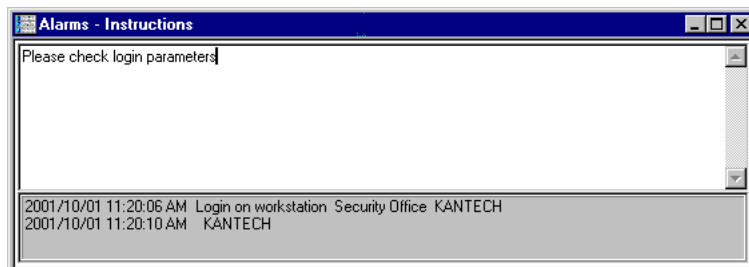 Alarms - Instructions
Please check login parameters
2001/10/01 11:20:06 AM Login on workstation Security Office KANTECH
2001/10/01 11:20:10 AM KANTECH